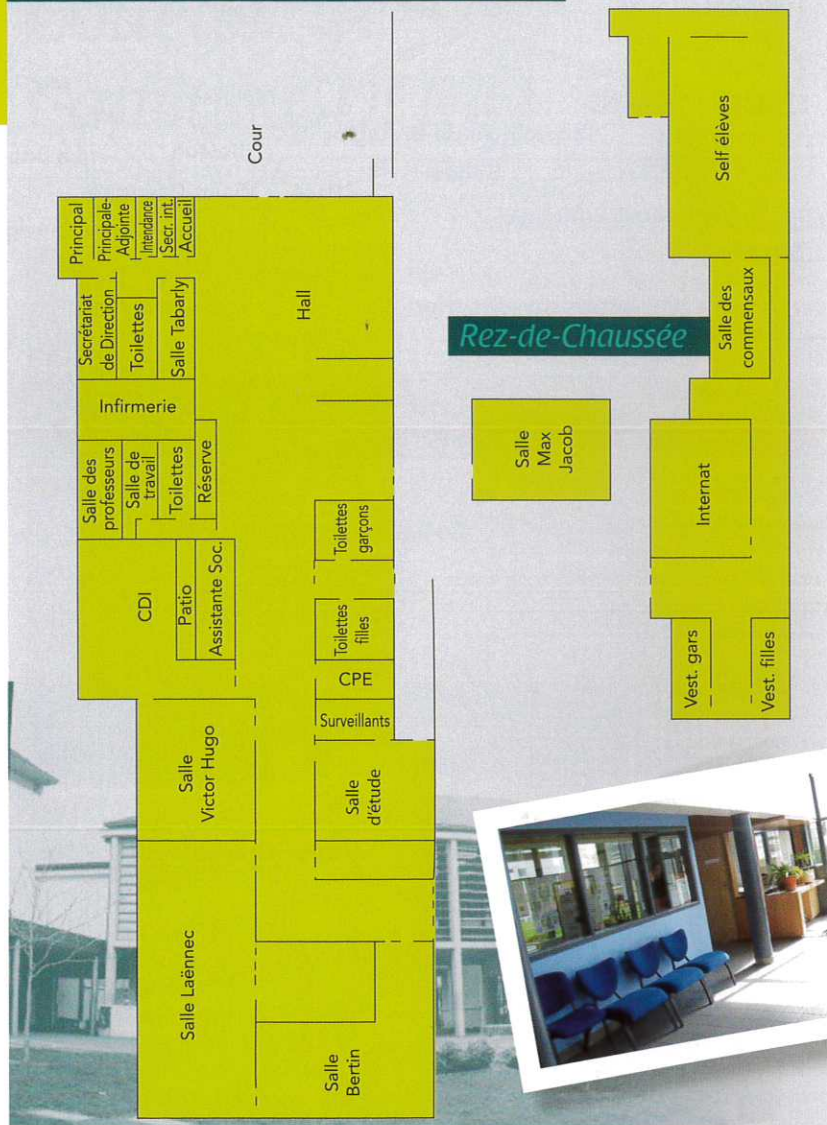 Rez-de-Chaussée
Cour
Principal
Principale-
Adjointe
Intendance
Secr. int.
Accueil
Secrétariat
de Direction
Toilettes
Salle Tabarly
Hall
Infirmerie
Salle des
professeurs
Salle de
travail
Toilettes
Réserve
CDI
Patio
Assistante Soc.
Toilettes
garçons
Toilettes
filles
CPE
Surveillants
Salle
Victor Hugo
Salle
d'étude
Salle Laënnec
Salle
Bertin
Self élèves
Salle des
commensaux
Salle
Max
Jacob
Internat
Vest. gars
Vest. filles